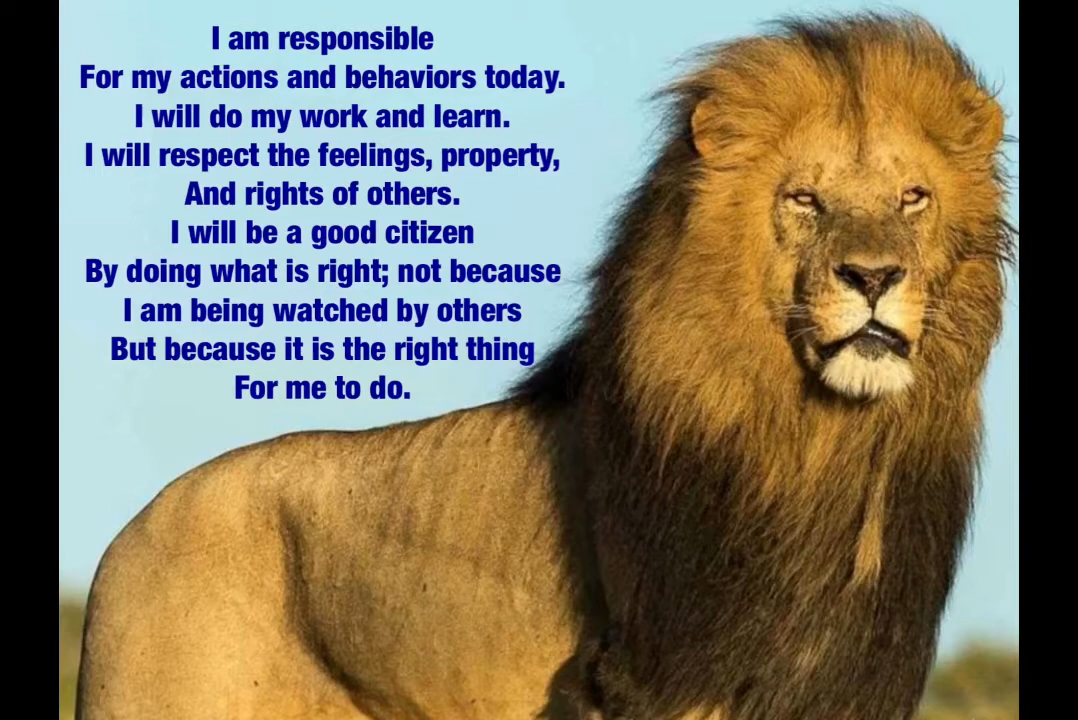 I am responsible
For my actions and behaviors today.
I will do my work and learn.
I will respect the feelings, property,
And rights of others.
I will be a good citizen
By doing what is right; not because
I am being watched by others
But because it is the right thing
For me to do.